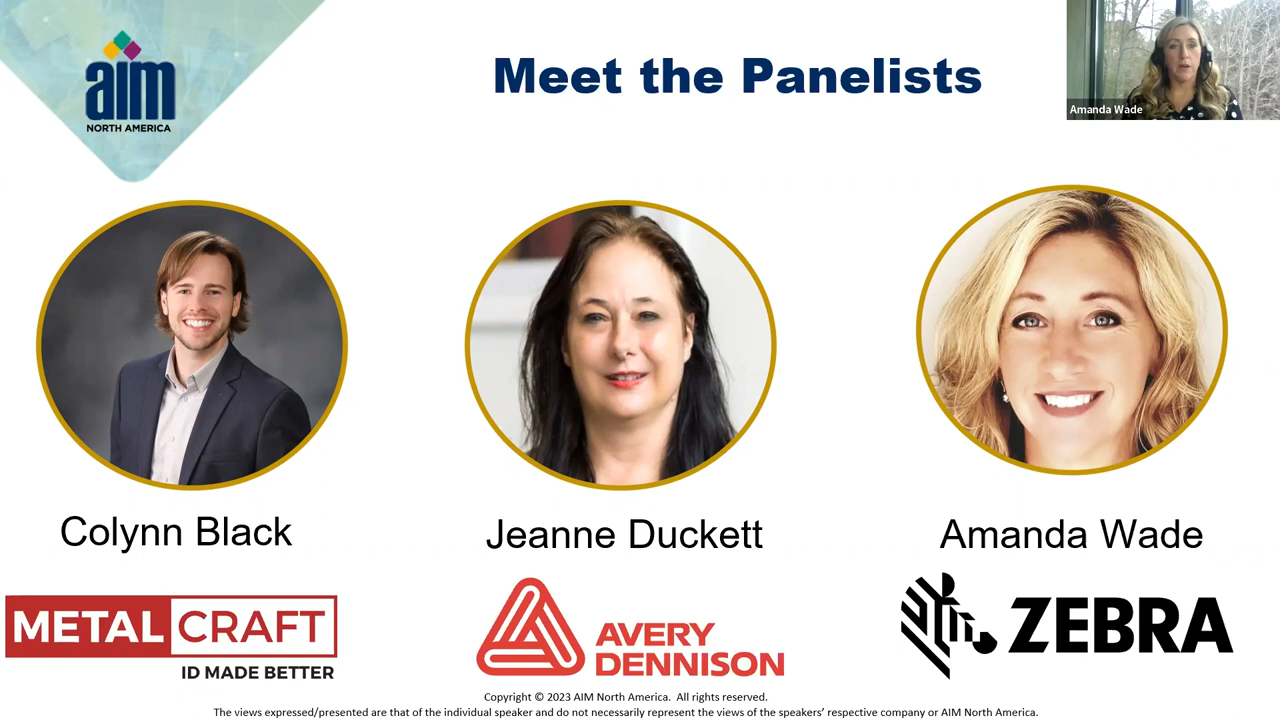 aim
NORTH AMERICA
Meet the Panelists
Amanda Wade
Colynn Black
Jeanne Duckett
Amanda Wade
METALCRAFT
ID MADE BETTER
AVERY
DENNISON
ZEBRA
Copyright © 2023 AIM North America. All rights reserved.
The views expressed/presented are that of the individual speaker and do not necessarily represent the views of the speakers’ respective company or AIM North America.